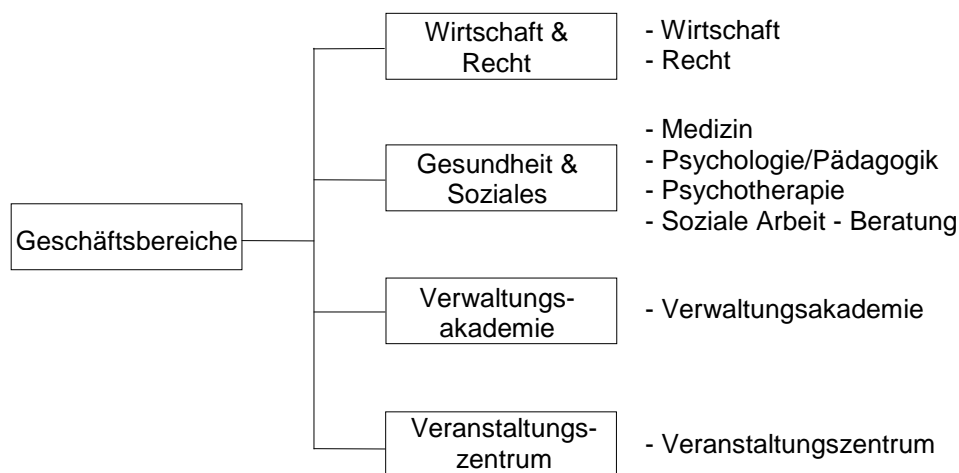 Wirtschaft &
Recht
- Wirtschaft
- Recht
Gesundheit &
Soziales
- Medizin
- Psychologie/Pädagogik
- Psychotherapie
- Soziale Arbeit - Beratung
Geschäftsbereiche
Verwaltungs-
akademie
- Verwaltungsakademie
Veranstaltungs-
zentrum
- Veranstaltungszentrum